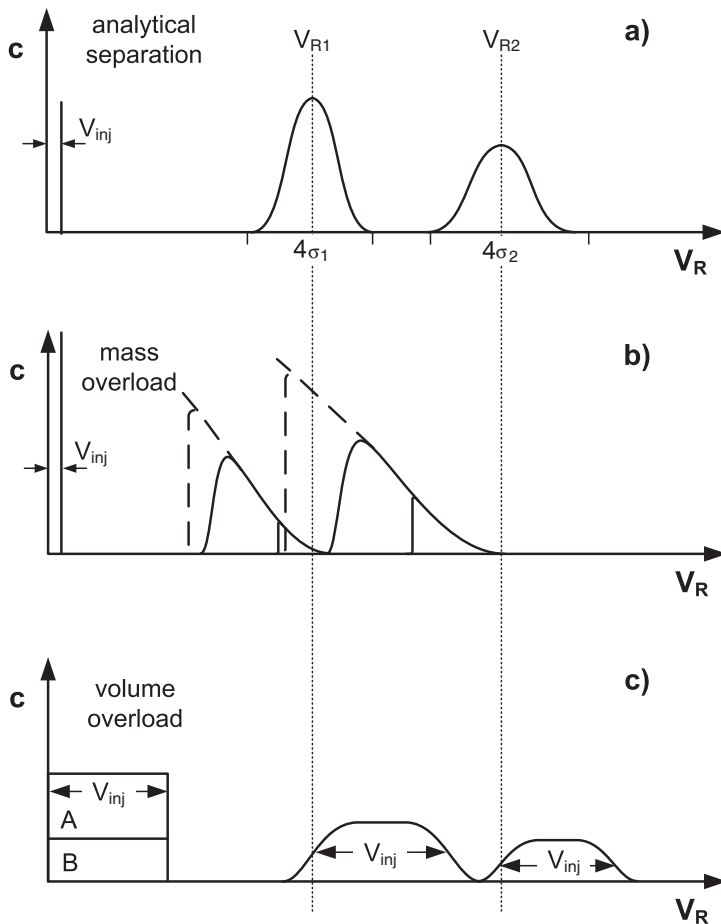 analytical
separation
a)
c
V_R1
V_R2
V_inj
4σ_1
4σ_2
V_R
mass
overload
b)
c
V_inj
V_R
volume
overload
c)
c
V_inj
A
B
V_inj
V_inj
V_R